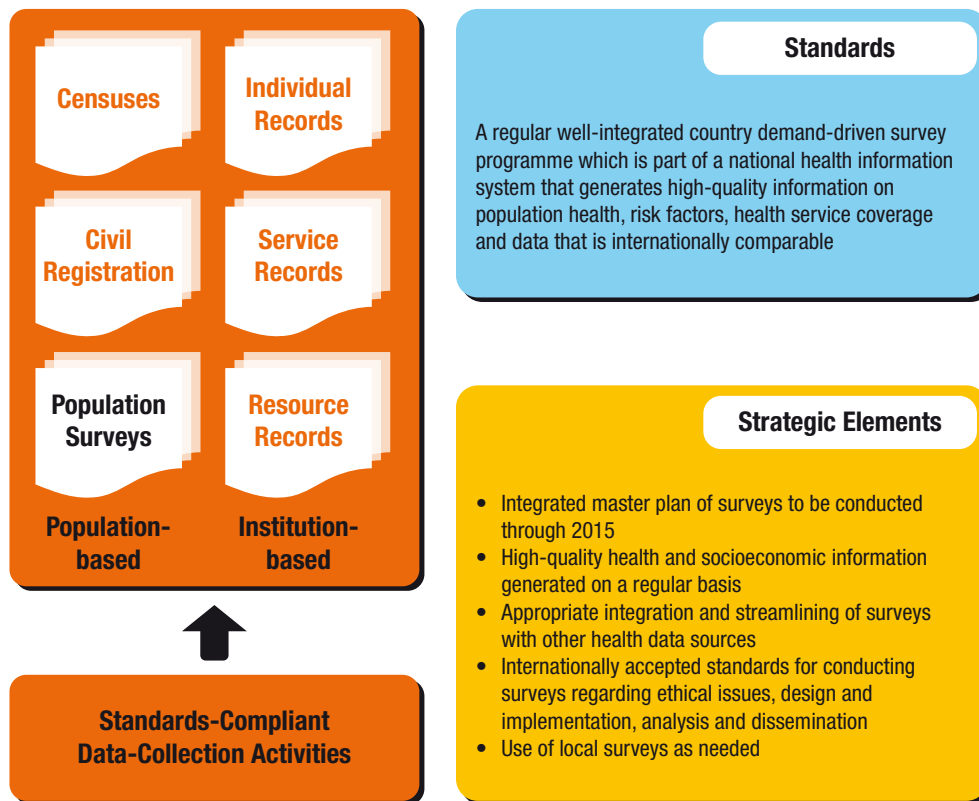 Censuses
Individual
Records
Civil
Registration
Service
Records
Population
Surveys
Resource
Records
Population-
based
Institution-
based
Standards-Compliant
Data-Collection Activities
Standards
A regular well-integrated country demand-driven survey
programme which is part of a national health information
system that generates high-quality information on
population health, risk factors, health service coverage
and data that is internationally comparable
Strategic Elements
• Integrated master plan of surveys to be conducted
through 2015
• High-quality health and socioeconomic information
generated on a regular basis
• Appropriate integration and streamlining of surveys
with other health data sources
• Internationally accepted standards for conducting
surveys regarding ethical issues, design and
implementation, analysis and dissemination
• Use of local surveys as needed